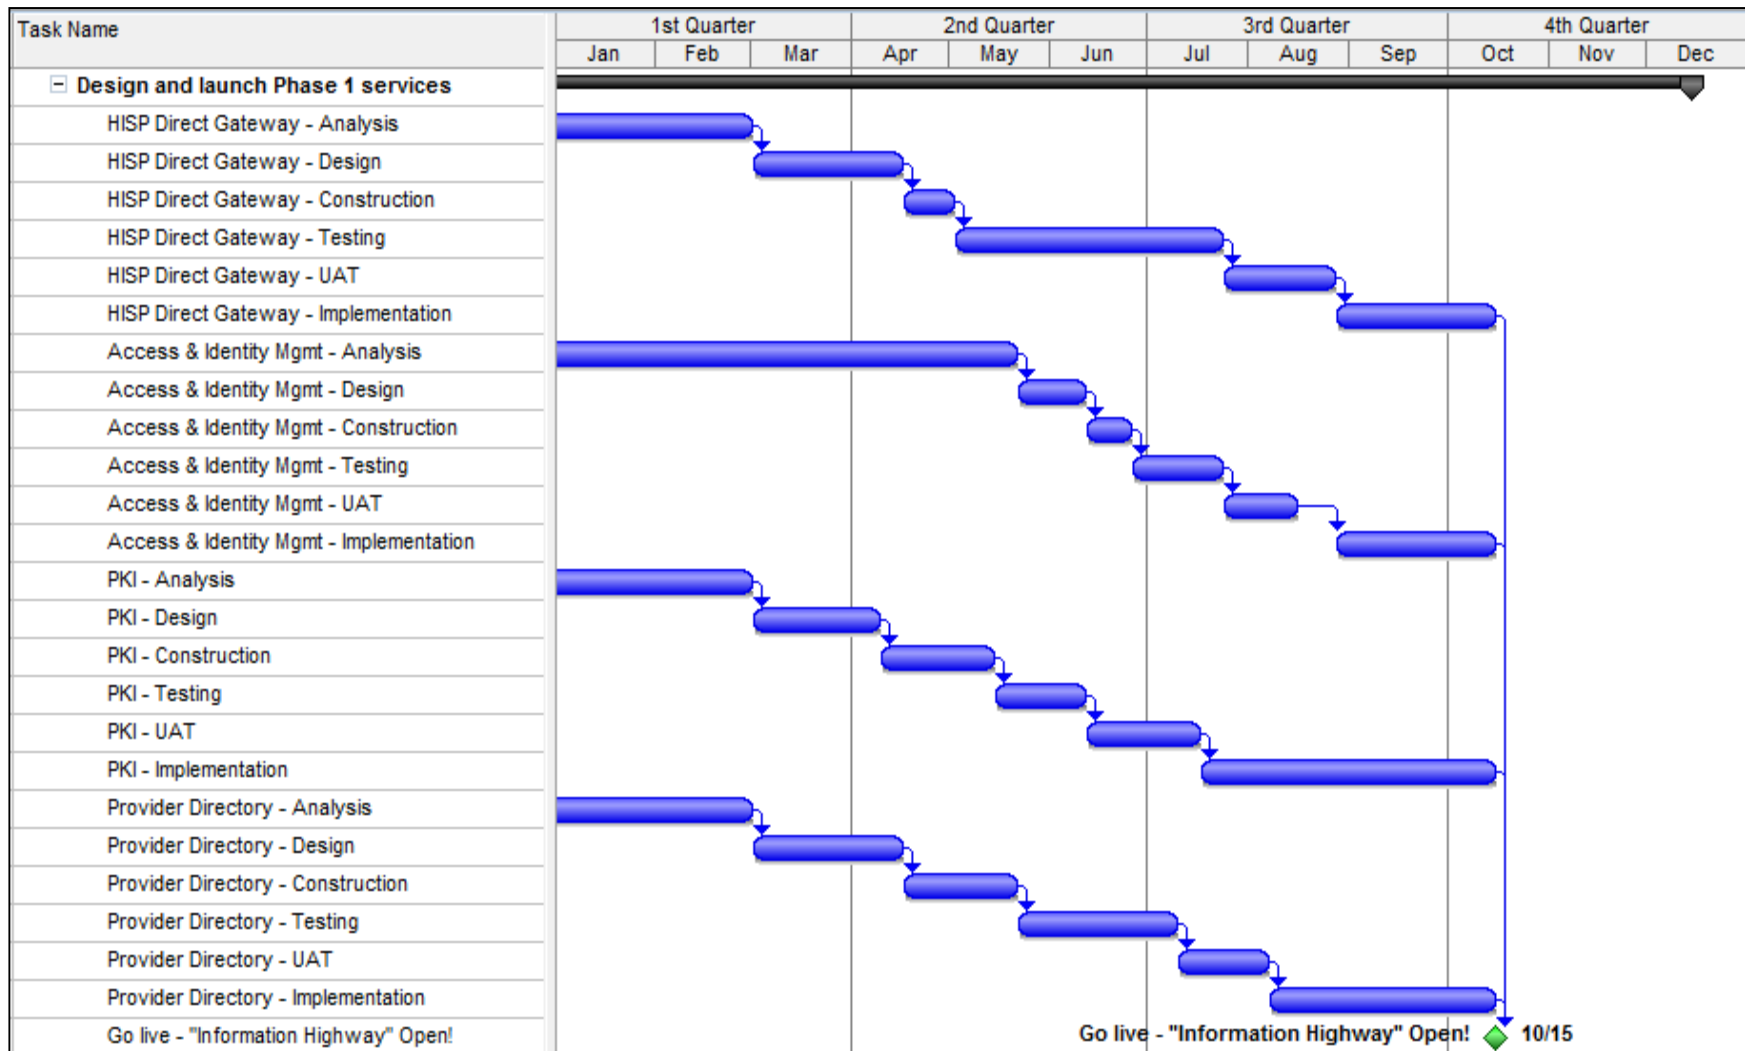 Task Name
1st Quarter 2nd Quarter 3rd Quarter 4th Quarter
Jan Feb Mar Apr May Jun Jul Aug Sep Oct Nov Dec
Design and launch Phase 1 services
HISP Direct Gateway - Analysis
HISP Direct Gateway - Design
HISP Direct Gateway - Construction
HISP Direct Gateway - Testing
HISP Direct Gateway - UAT
HISP Direct Gateway - Implementation
Access & Identity Mgmt - Analysis
Access & Identity Mgmt - Design
Access & Identity Mgmt - Construction
Access & Identity Mgmt - Testing
Access & Identity Mgmt - UAT
Access & Identity Mgmt - Implementation
PKI - Analysis
PKI - Design
PKI - Construction
PKI - Testing
PKI - UAT
PKI - Implementation
Provider Directory - Analysis
Provider Directory - Design
Provider Directory - Construction
Provider Directory - Testing
Provider Directory - UAT
Provider Directory - Implementation
Go live - "Information Highway" Open! Go live - "Information Highway" Open! 10/15